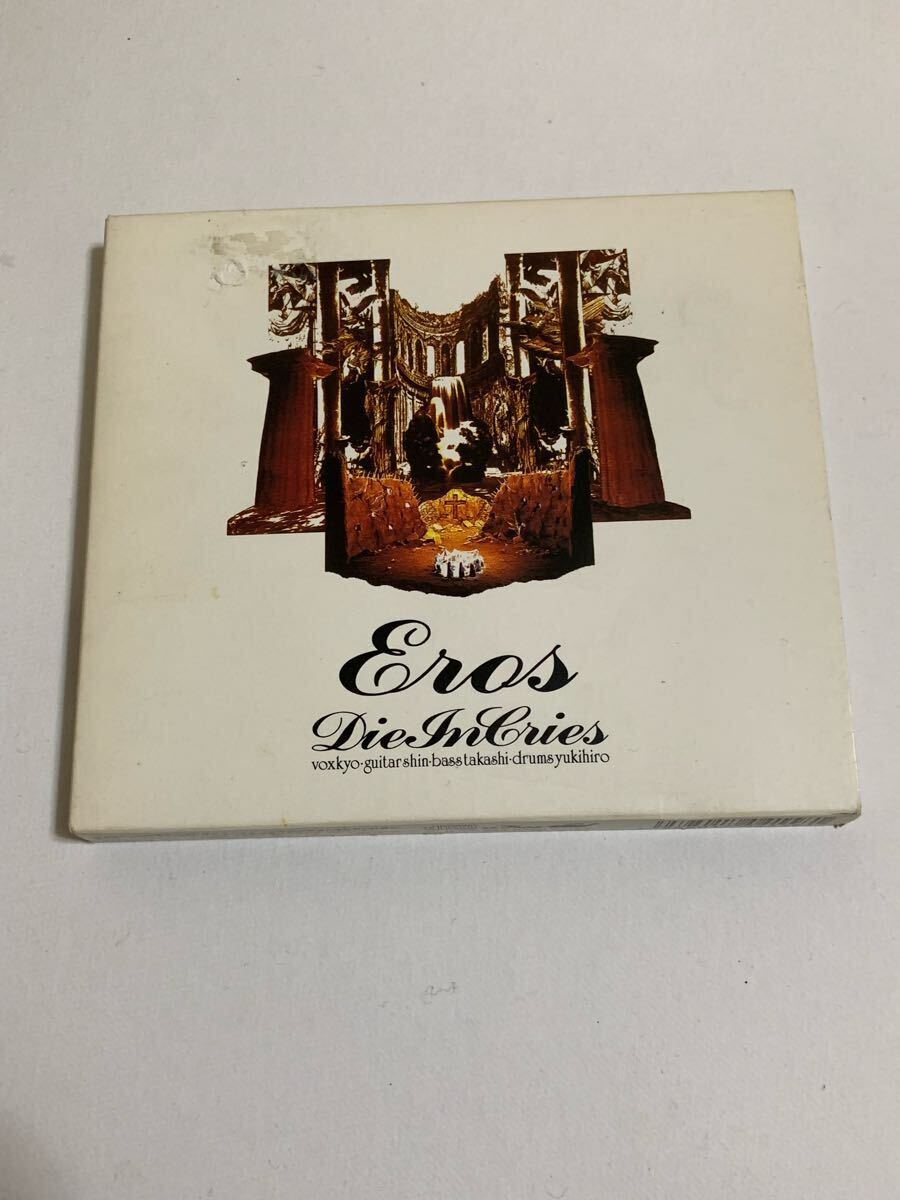 Eros
DieInCries
voxkyo·guitarshin·basstakashi·drumsyukihiro